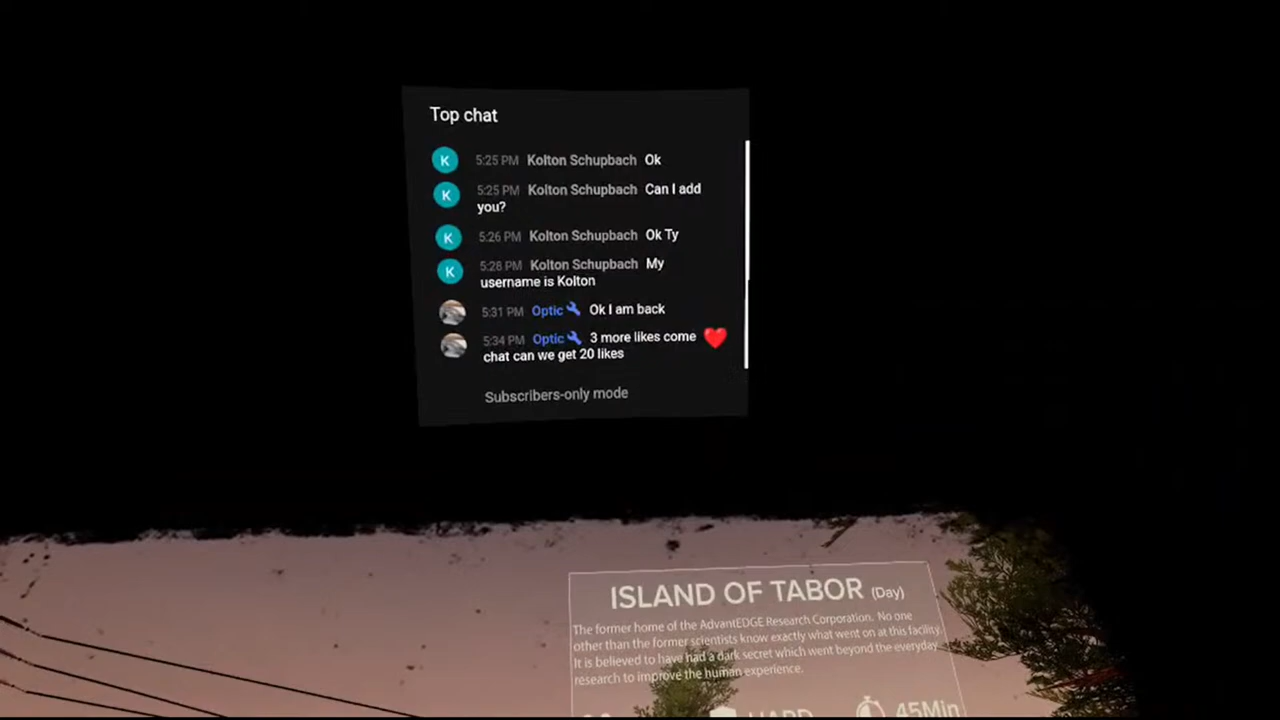 Top chat
K 5:25 PM Kolton Schupbach Ok
K 5:25 PM Kolton Schupbach Can I add
you?
K 5:26 PM Kolton Schupbach Ok Ty
K 5:28 PM Kolton Schupbach My
username is Kolton
5:31 PM Optic Ok I am back
5:34 PM Optic 3 more likes come
chat can we get 20 likes
Subscribers-only mode
ISLAND OF TABOR (Day)
The former home of the AdvantEDGE Research Corporation. No one
other than the former scientists know exactly what went on at this facility.
It is believed to have had a dark secret which went beyond the everyday
research to improve the human experience.
HARD 45Min